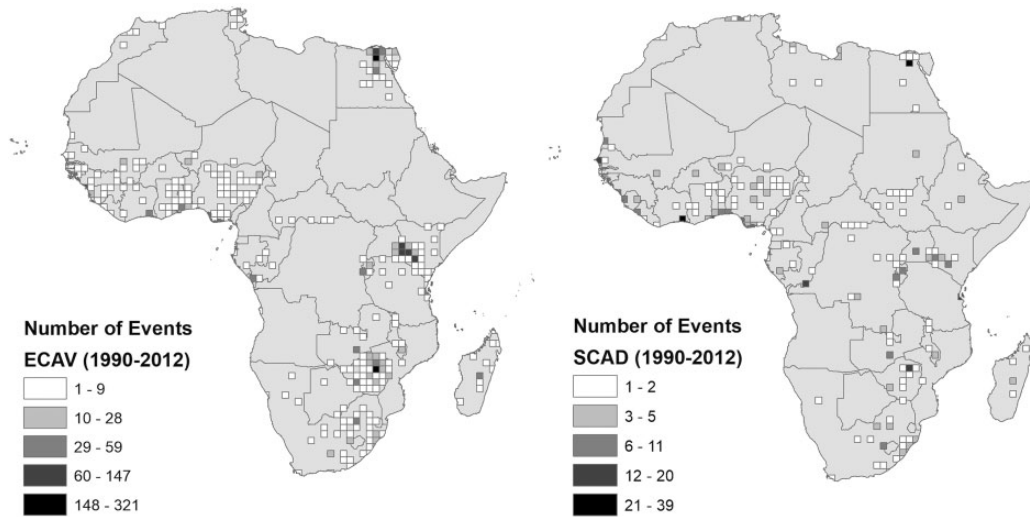 Number of Events
ECAV (1990-2012)
1 - 9
10 - 28
29 - 59
60 - 147
148 - 321
Number of Events
SCAD (1990-2012)
1 - 2
3 - 5
6 - 11
12 - 20
21 - 39